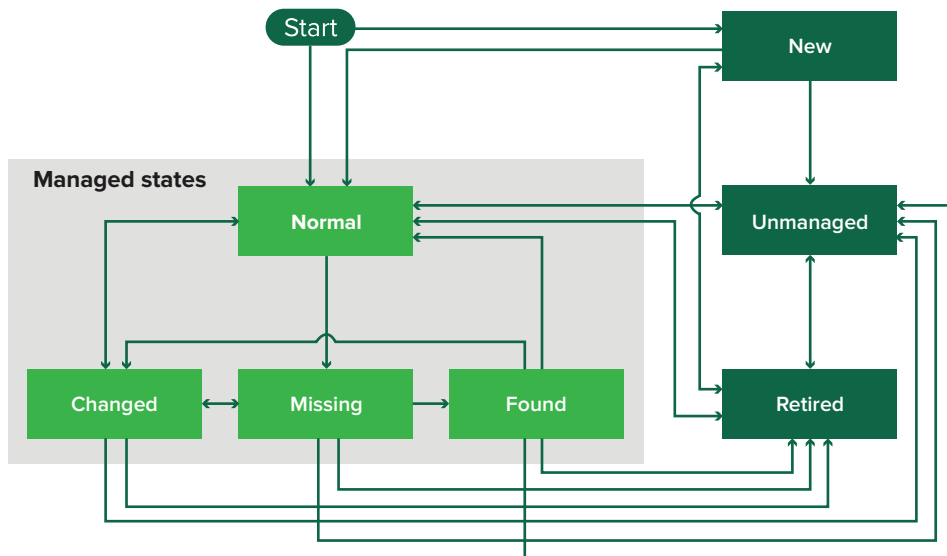 Start
New
Managed states
Normal
Unmanaged
Changed
Missing
Found
Retired